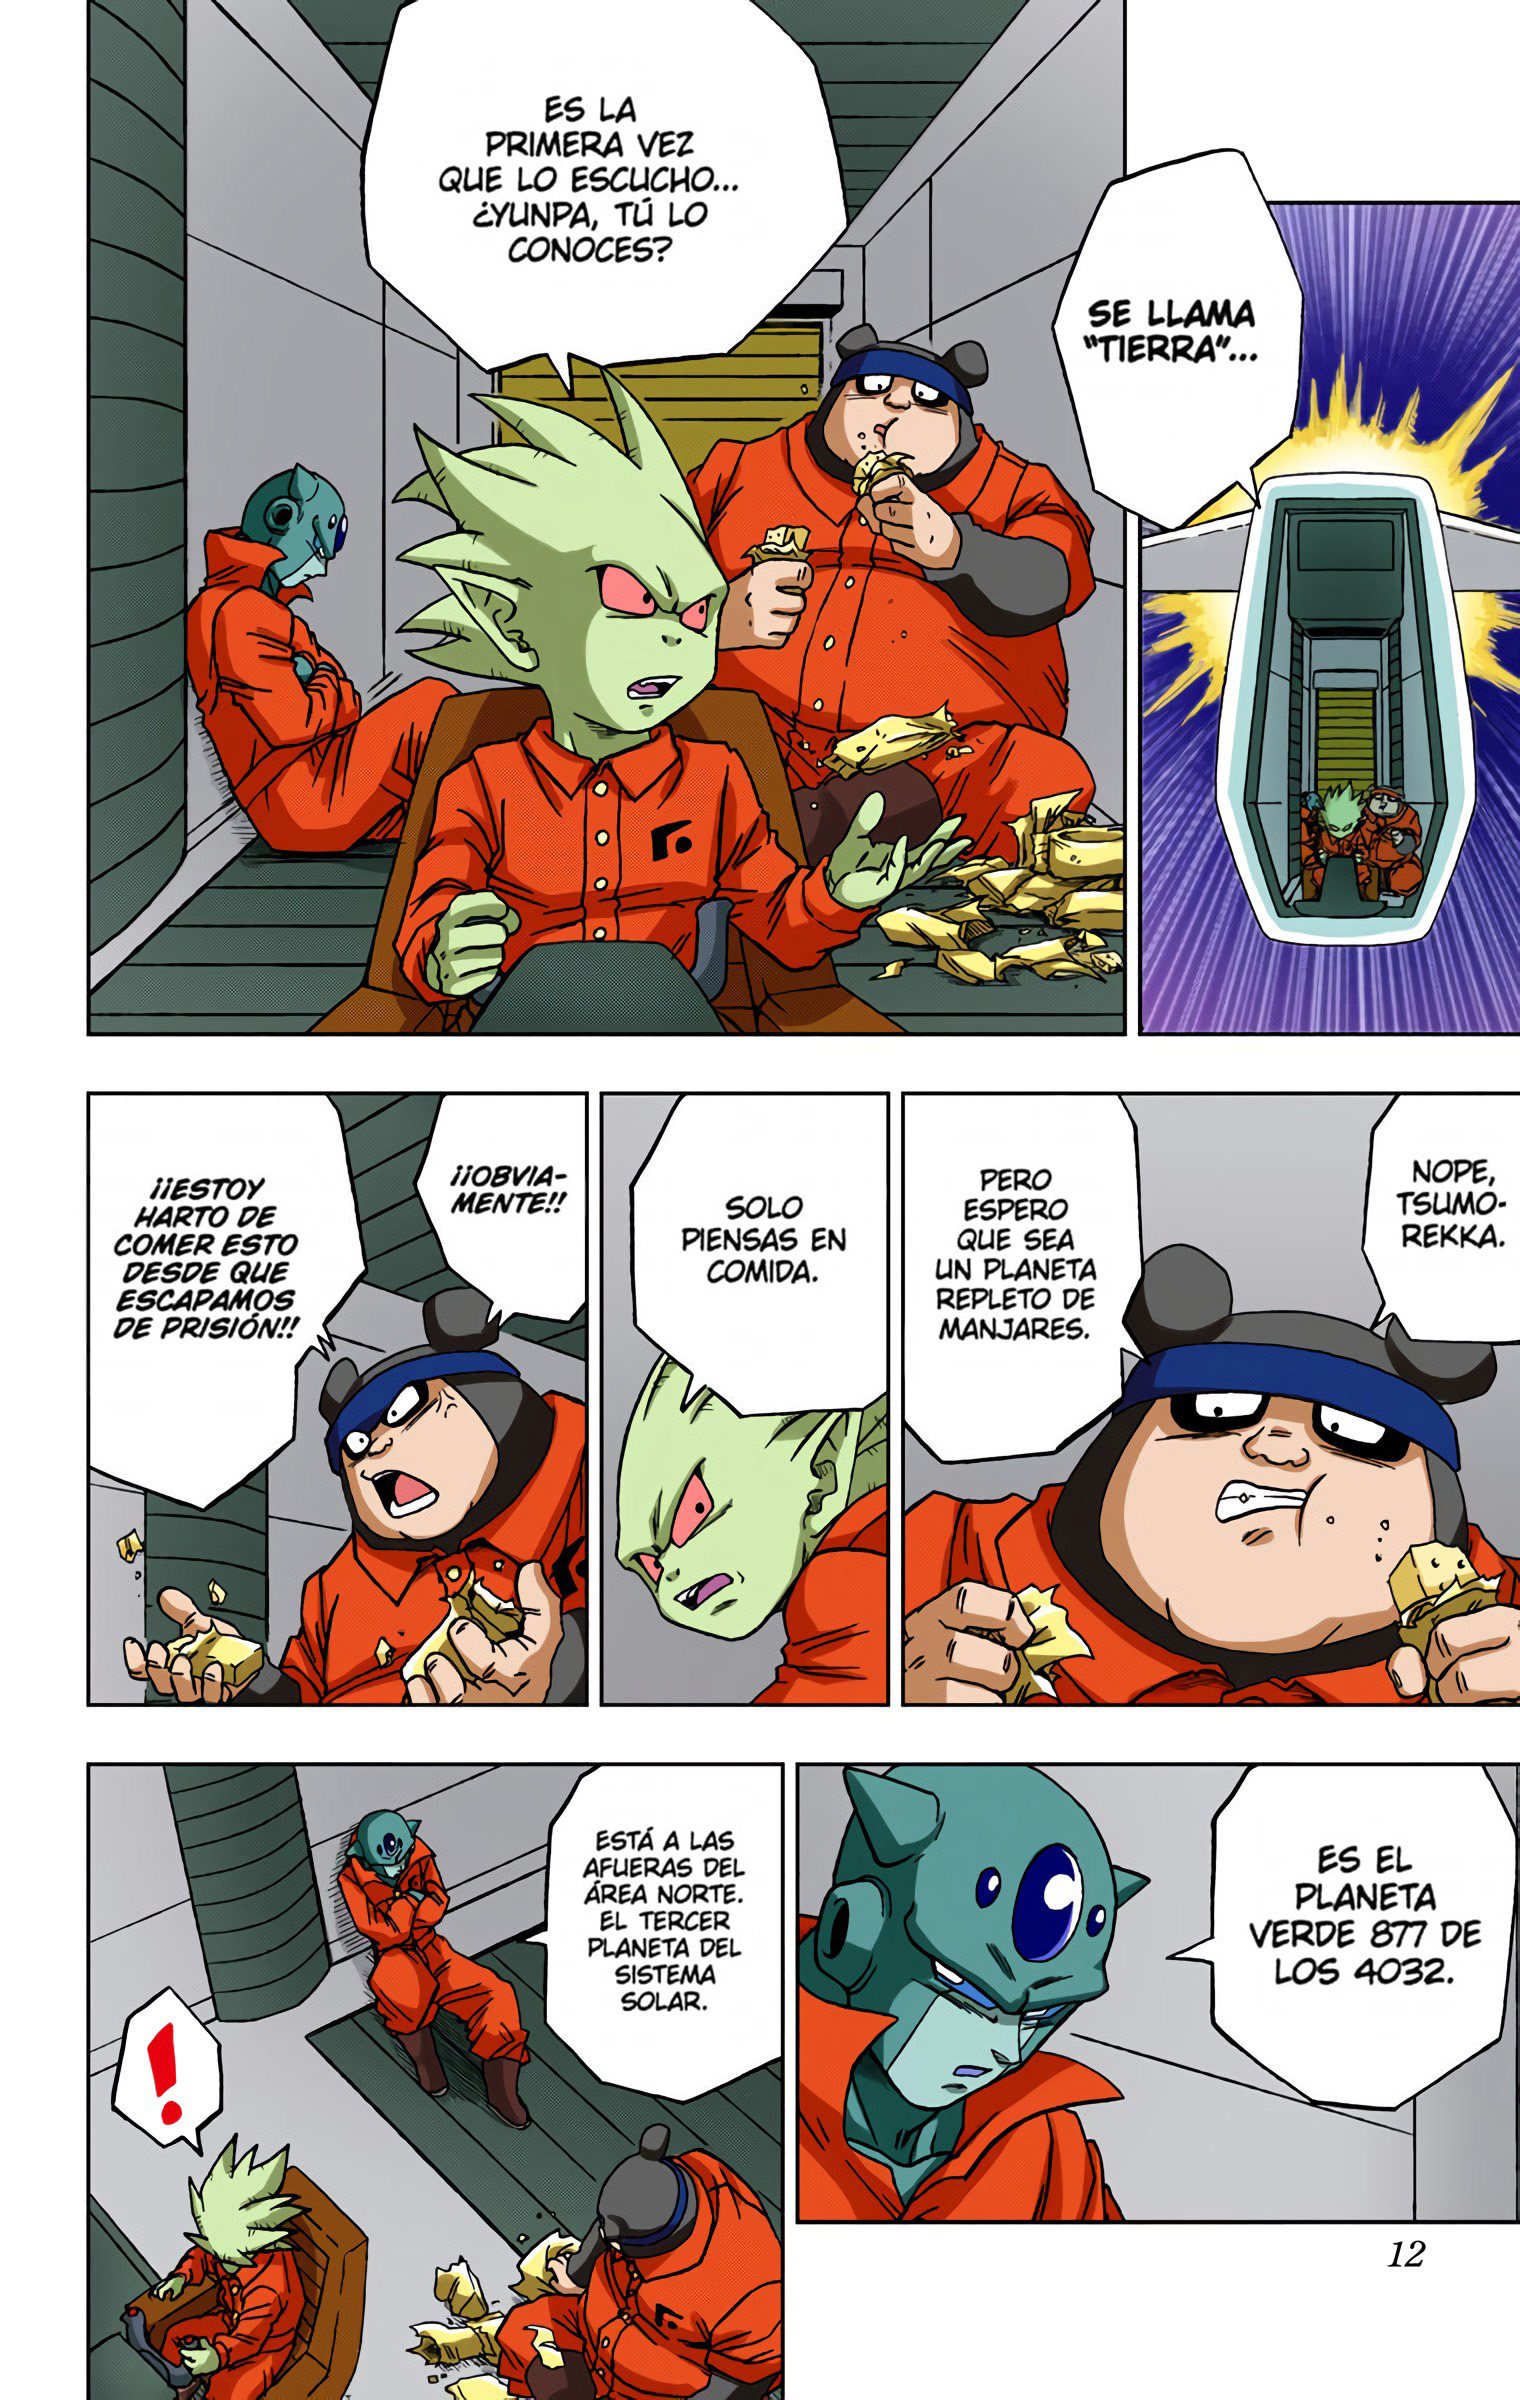 SE LLAMA
"TIERRA"...
ES LA
PRIMERA VEZ
QUE LO ESCUCHO...
¿YUNPA, TÚ LO
CONOCES?
NOPE,
TSUMO-
REKKA.
PERO
ESPERO
QUE SEA
UN PLANETA
REPLETO DE
MANJARES.
SOLO
PIENSAS EN
COMIDA.
¡¡OBVIA-
MENTE!!
¡¡ESTOY
HARTO DE
COMER ESTO
DESDE QUE
ESCAPAMOS
DE PRISIÓN!!
ES EL
PLANETA
VERDE 877 DE
LOS 4032.
ESTÁ A LAS
AFUERAS DEL
ÁREA NORTE.
EL TERCER
PLANETA DEL
SISTEMA
SOLAR.
!
12